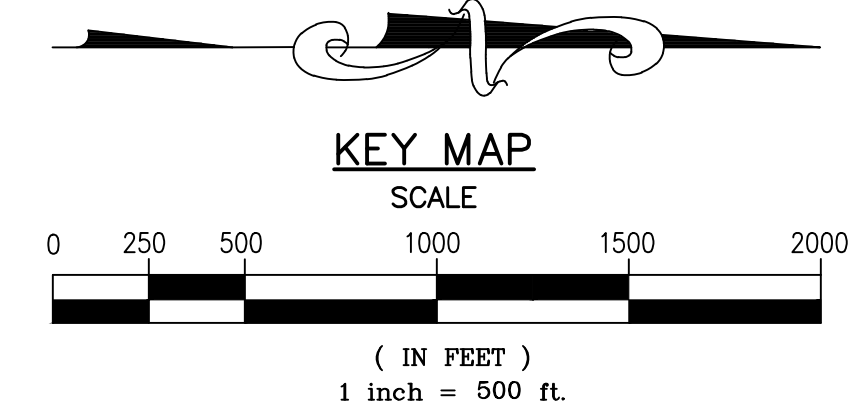 N
KEY MAP
SCALE
0 250 500 1000 1500 2000
( IN FEET )
1 inch = 500 ft.